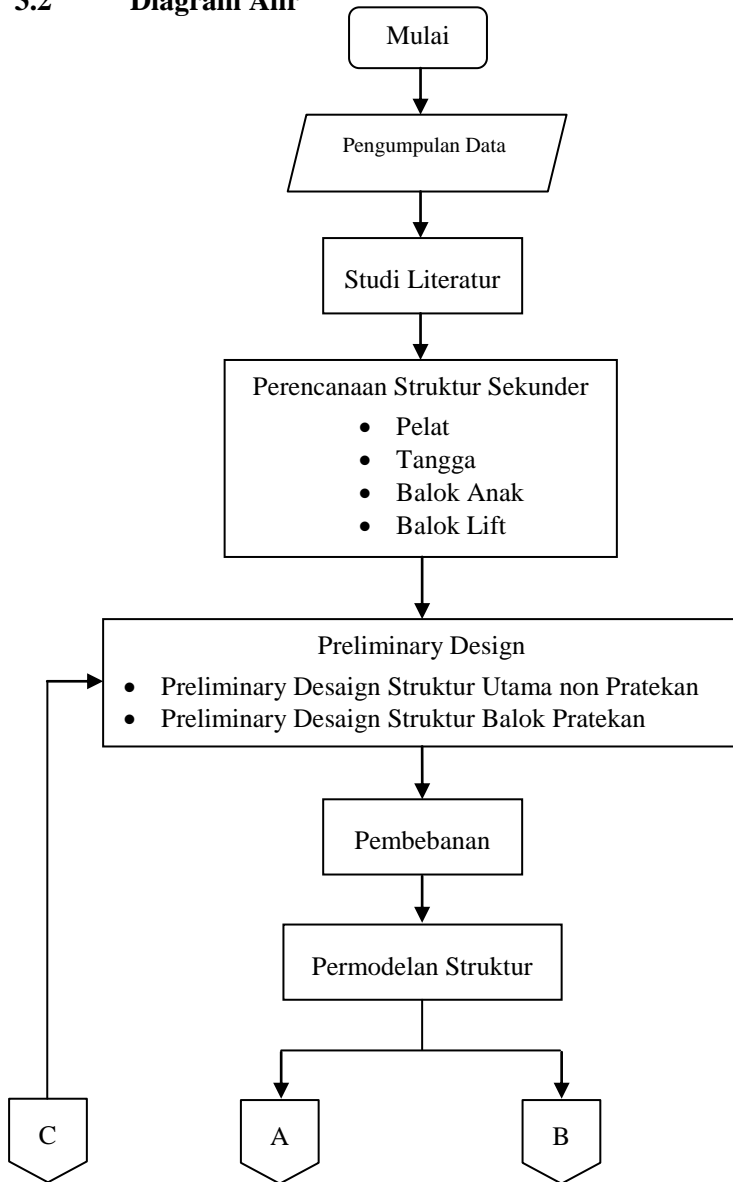 3.2 Diagram Alir
Mulai
Pengumpulan Data
Studi Literatur
Perencanaan Struktur Sekunder
• Pelat
• Tangga
• Balok Anak
• Balok Lift
Preliminary Design
• Preliminary Desaign Struktur Utama non Pratekan
• Preliminary Desaign Struktur Balok Pratekan
Pembebanan
Permodelan Struktur
C
A
B